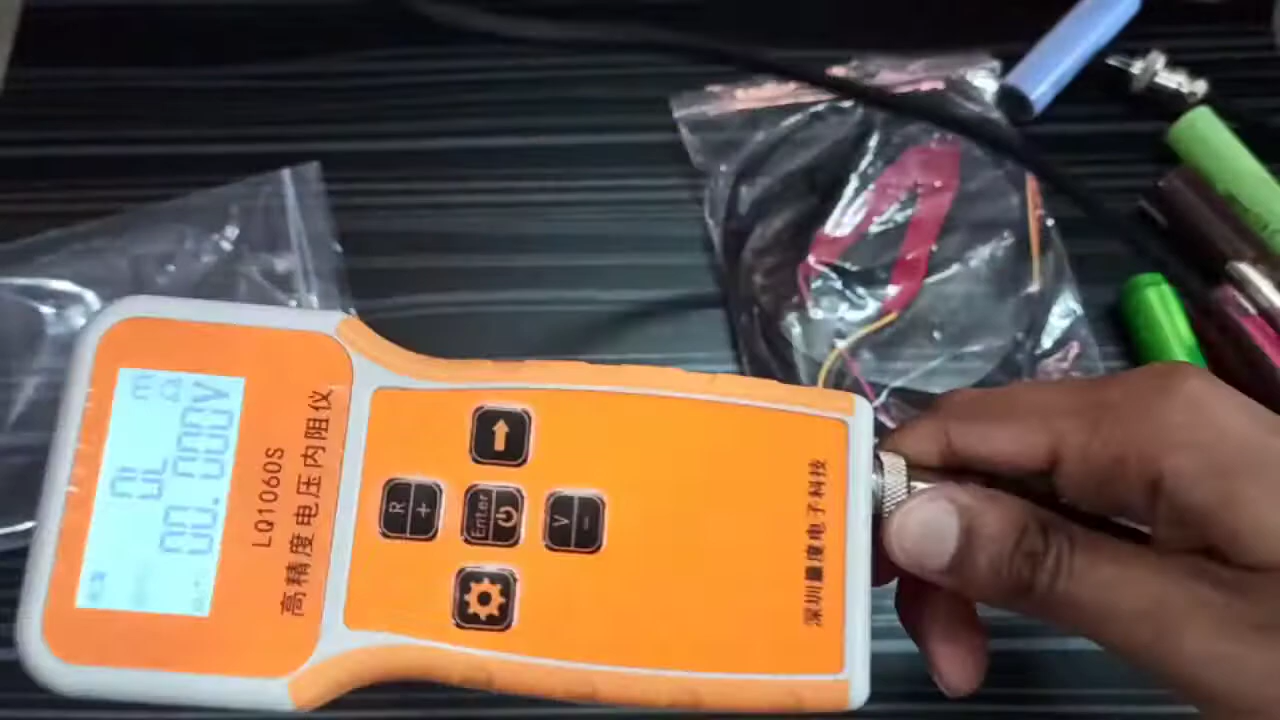 OL
00.000V
LQ1060S
高精度电压内阻仪
R
+
Enter
V
-
深圳量度电子科技